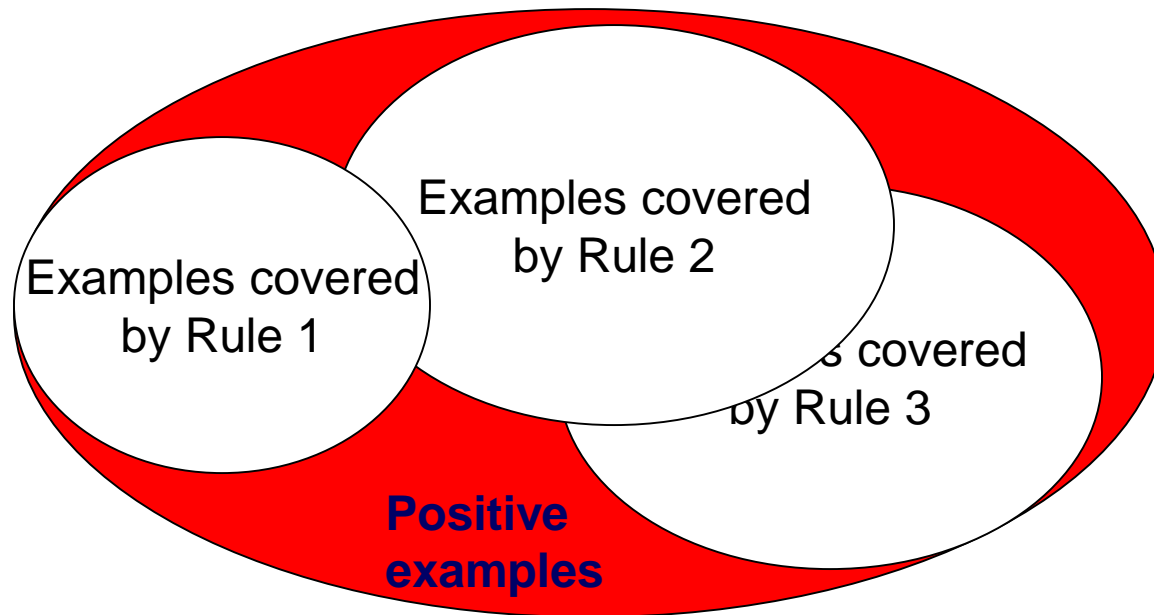 Examples covered
by Rule 2
Examples covered
by Rule 1
covered
by Rule 3
Positive
examples